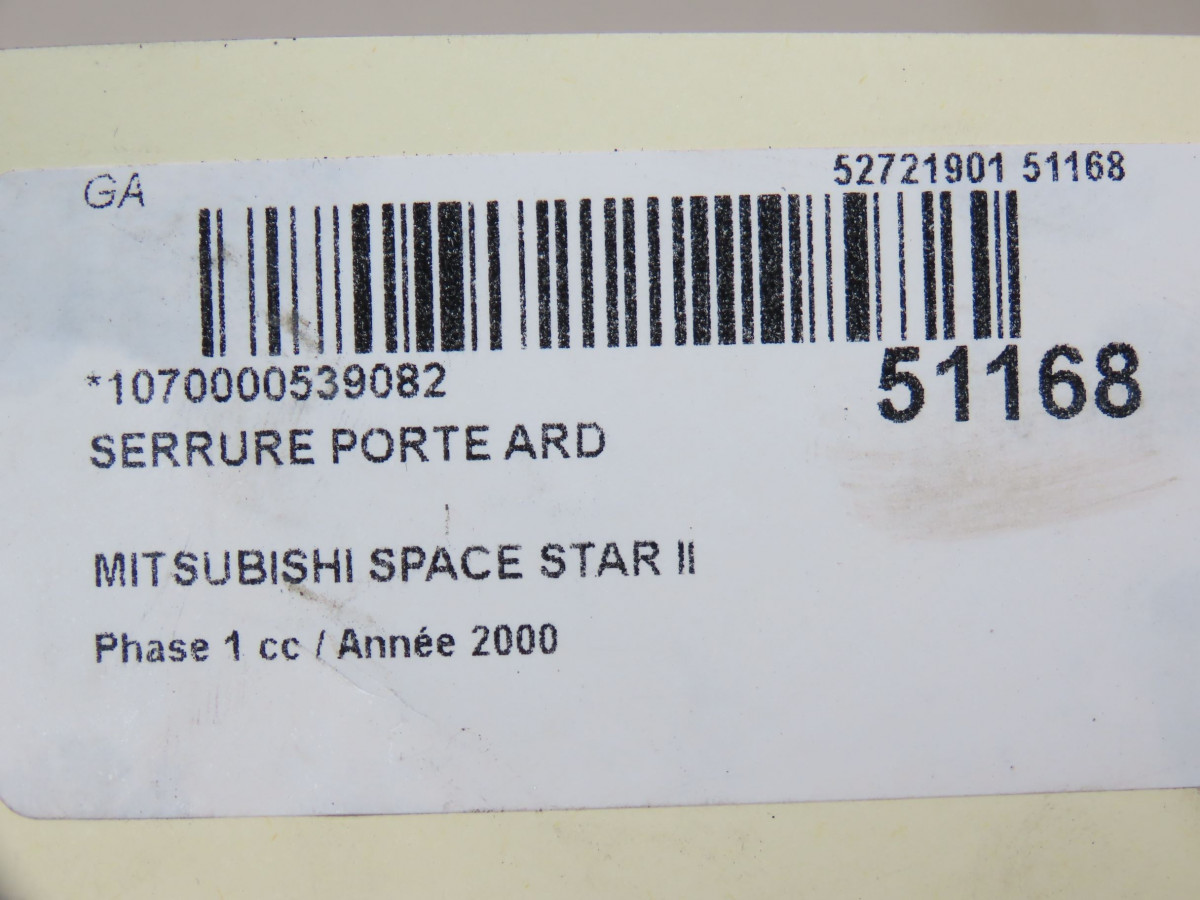 GA
52721901 51168
*1070000539082
51168
SERRURE PORTE ARD
MITSUBISHI SPACE STAR II
Phase 1 cc / Année 2000